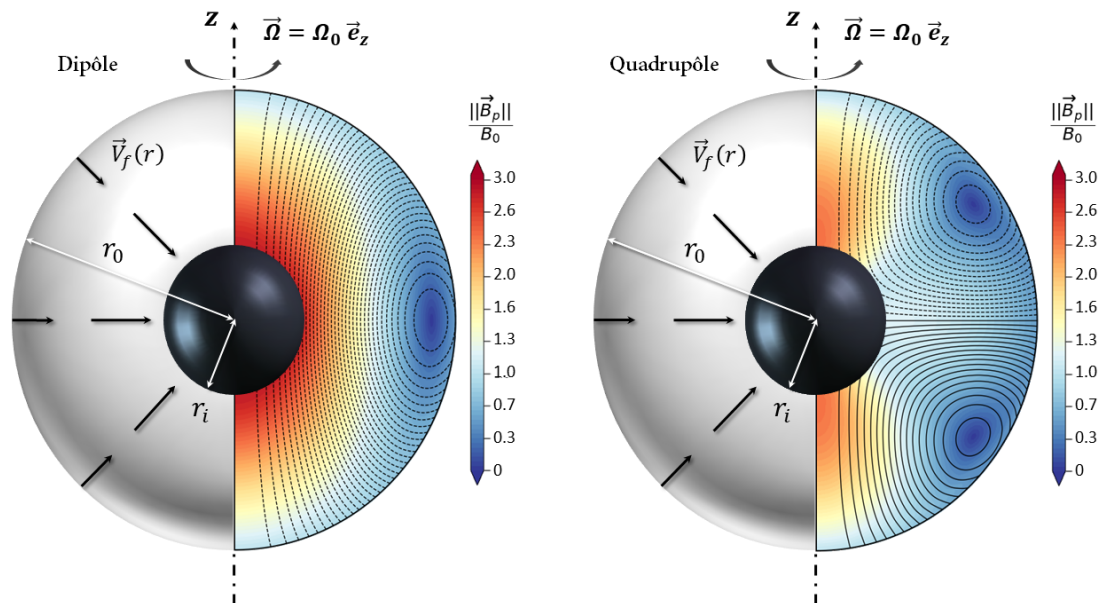 z
Ω⃗ = Ω₀ e⃗_z
Dipôle
||B⃗_p||
B₀
V⃗_f(r)
r₀
r_i
3.0
2.6
2.3
2.0
1.6
1.3
1.0
0.7
0.3
0
z
Ω⃗ = Ω₀ e⃗_z
Quadrupôle
||B⃗_p||
B₀
V⃗_f(r)
r₀
r_i
3.0
2.6
2.3
2.0
1.6
1.3
1.0
0.7
0.3
0